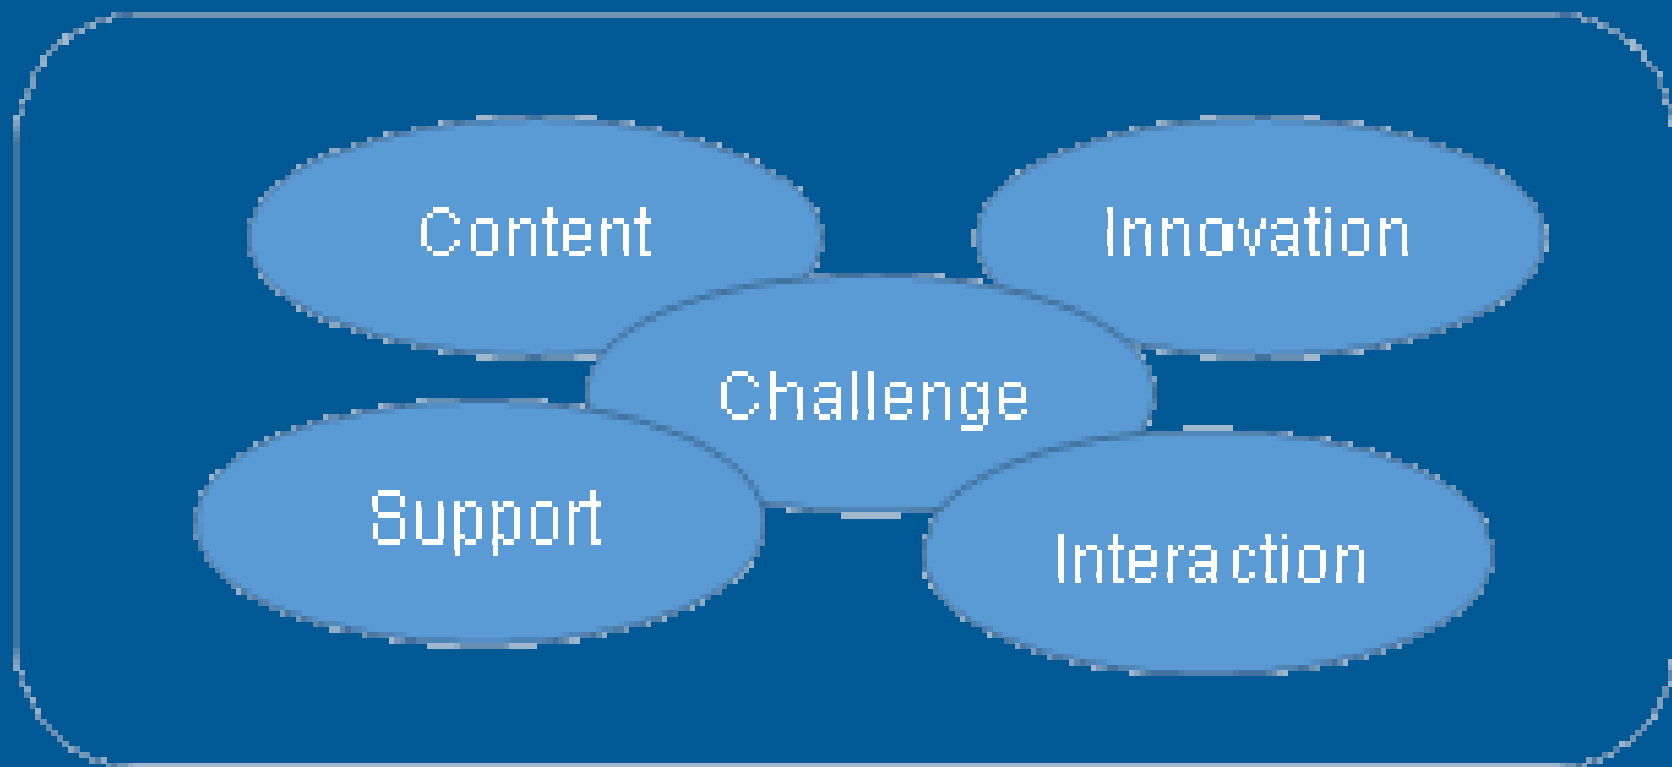 Content
Innovation
Challenge
Support
Interaction